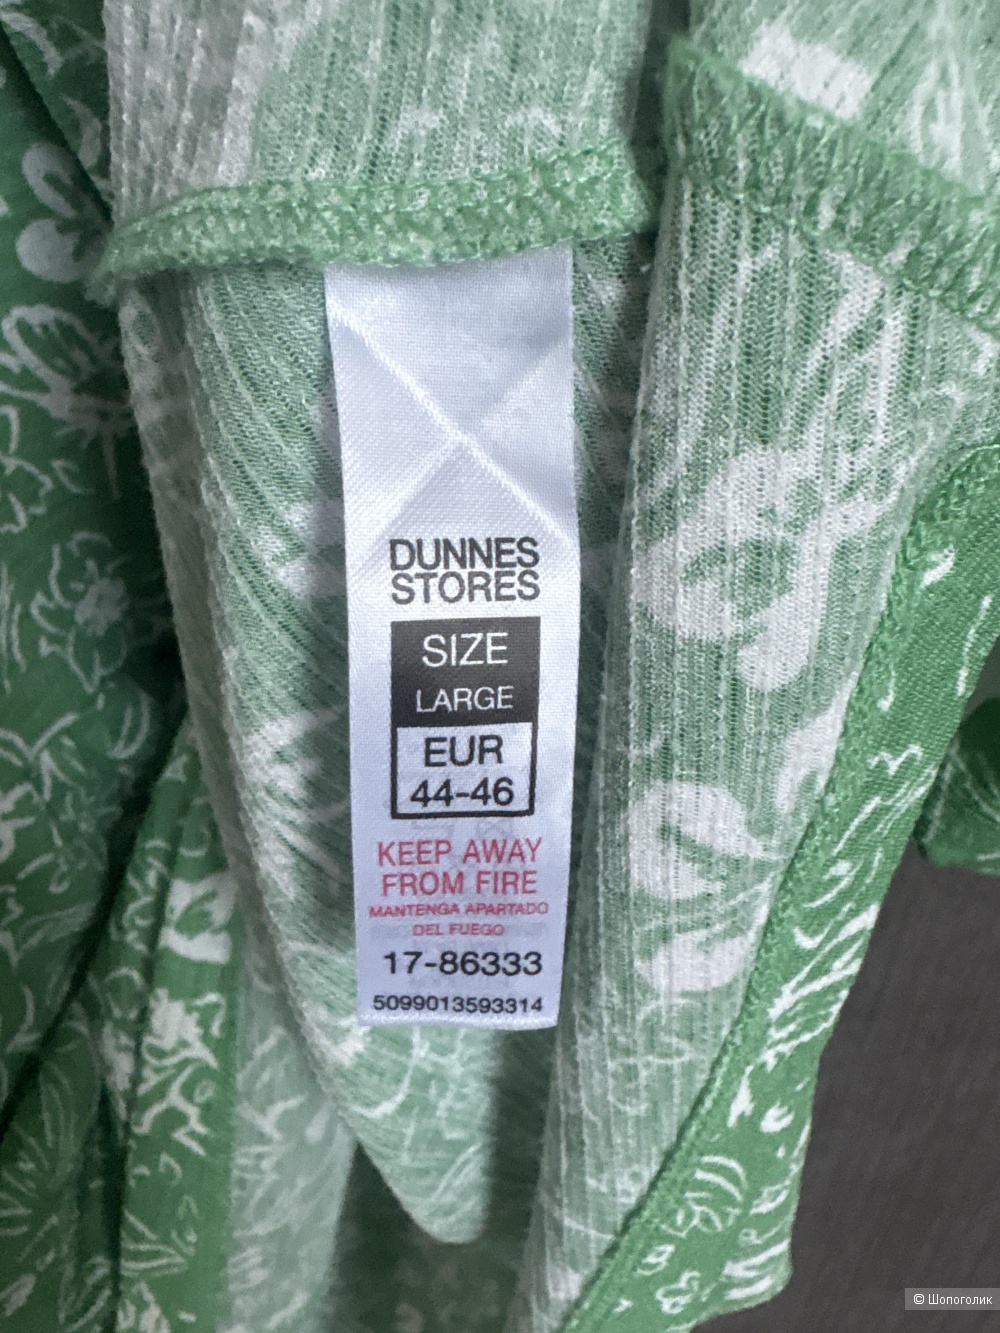 DUNNES
STORES
SIZE
LARGE
EUR
44-46
KEEP AWAY
FROM FIRE
MANTENGA APARTADO
DEL FUEGO
17-86333
5099013593314
© Шопоголик